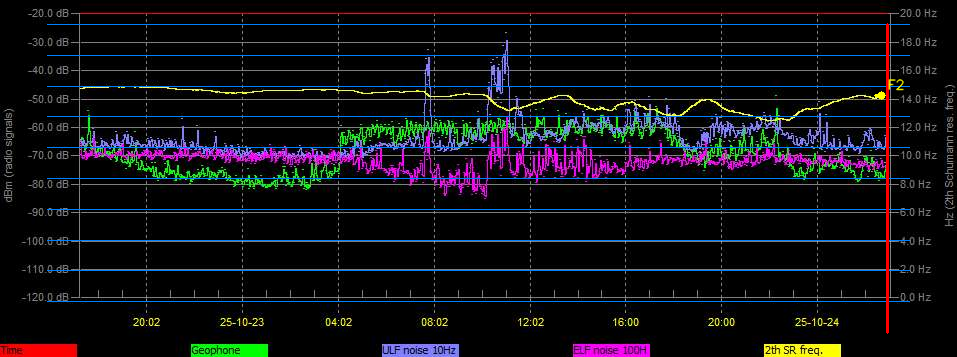 -20.0 dB 20.0 Hz
-30.0 dB 18.0 Hz
-40.0 dB 16.0 Hz
-50.0 dB 14.0 Hz
F2
-60.0 dB 12.0 Hz
-70.0 dB 10.0 Hz
-80.0 dB 8.0 Hz
-90.0 dB 6.0 Hz
-100.0 dB 4.0 Hz
-110.0 dB 2.0 Hz
-120.0 dB 0.0 Hz
dBm (radio signals)
Hz (2th Schumann res. freq.)
20:02 25-10-23 04:02 08:02 12:02 16:00 20:00 25-10-24
Time Geophone ULF noise 10Hz ELF noise 100H 2th SR freq.